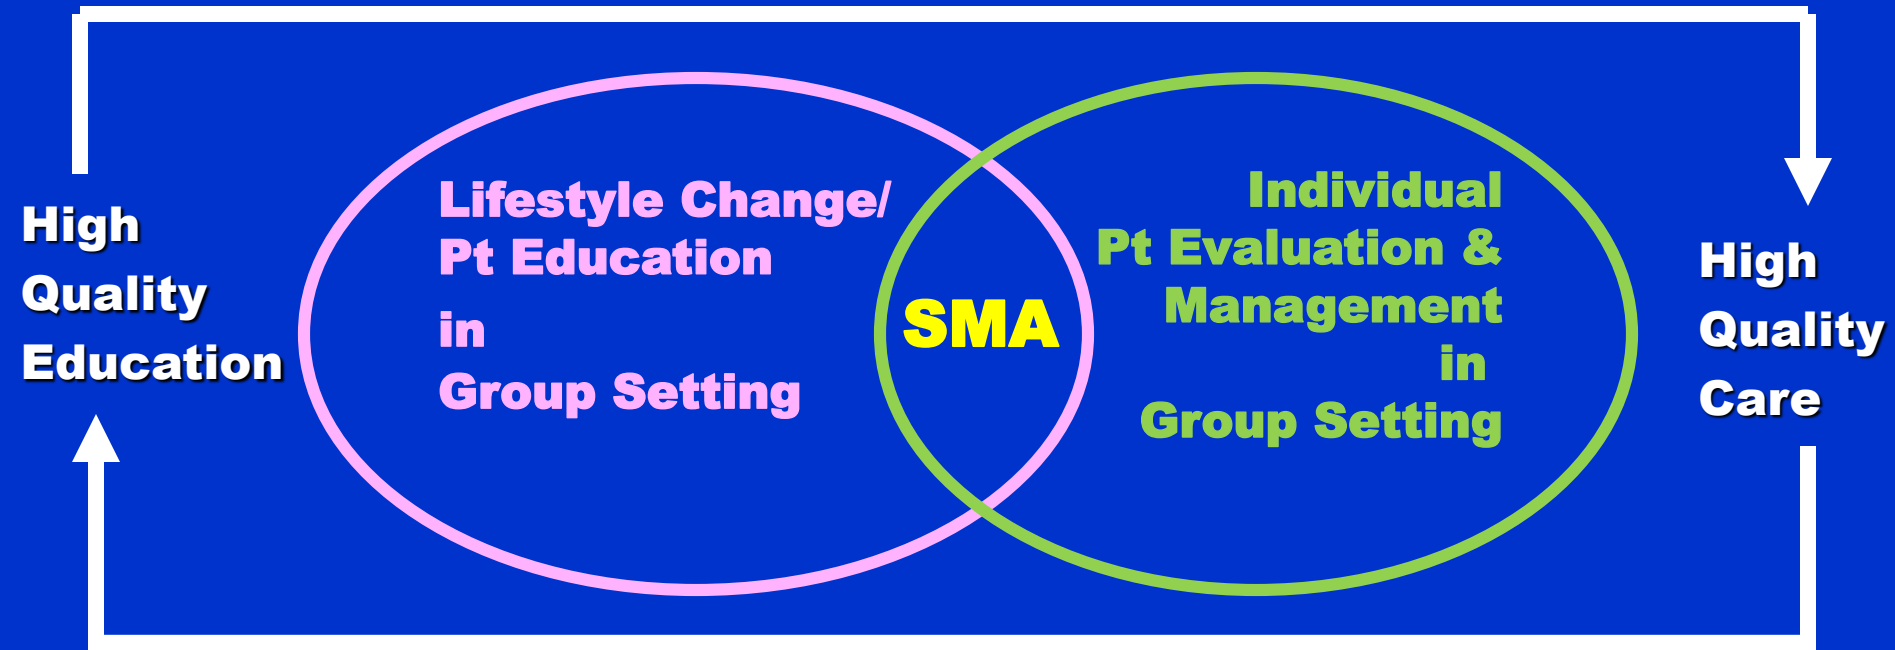 High
Quality
Education
Lifestyle Change/
Pt Education
in
Group Setting
SMA
Individual
Pt Evaluation &
Management
in
Group Setting
High
Quality
Care